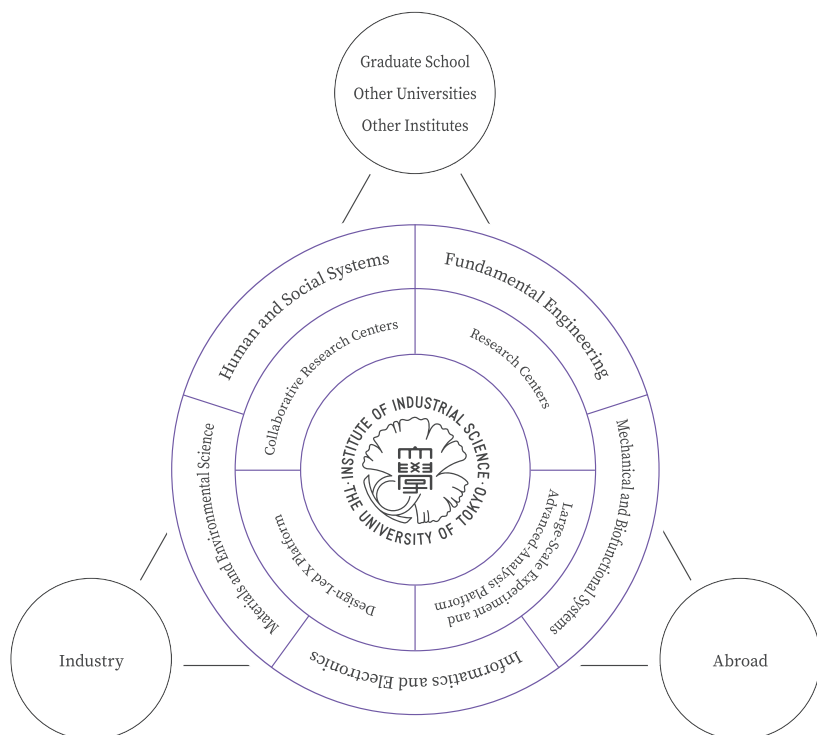 Graduate School
Other Universities
Other Institutes
Human and Social Systems
Fundamental Engineering
Collaborative Research Centers
Research Centers
INSTITUTE OF INDUSTRIAL SCIENCE
學
· THE UNIVERSITY OF TOKYO ·
Materials and Environmental Science
Mechanical and Biofunctional Systems
Design-Led X Platform
Large-Scale Experiment and
Advanced-Analysis Platform
Informatics and Electronics
Industry
Abroad